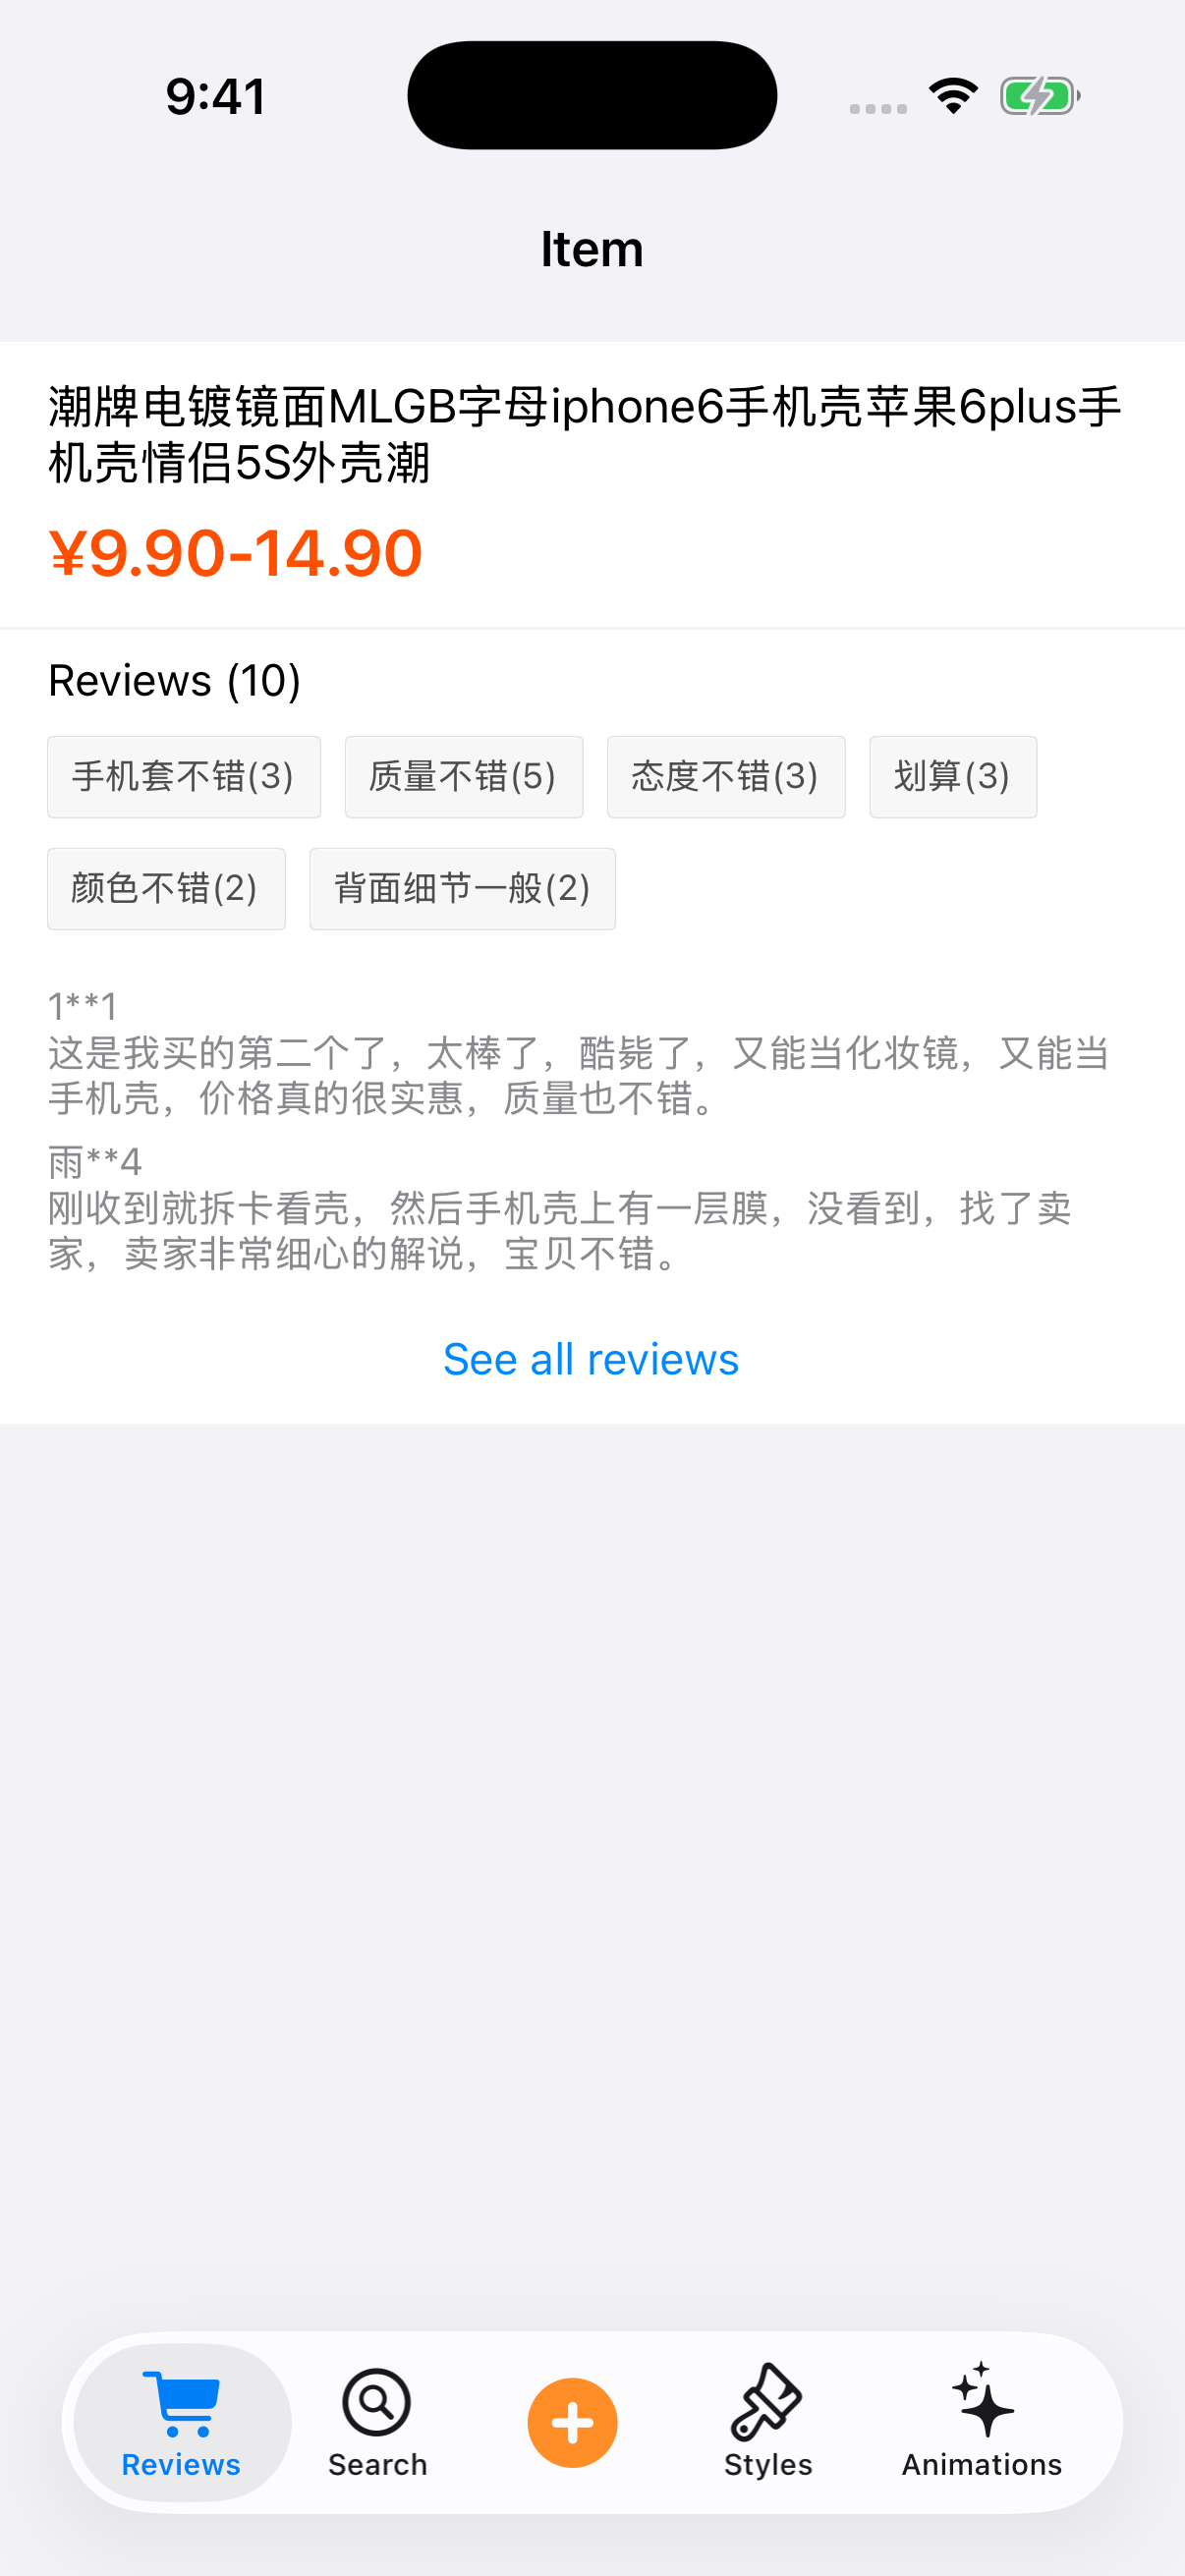 9:41
Item
潮牌电镀镜面MLGB字母iphone6手机壳苹果6plus手
机壳情侣5S外壳潮
¥9.90-14.90
Reviews (10)
手机套不错(3) 质量不错(5) 态度不错(3) 划算(3)
颜色不错(2) 背面细节一般(2)
1**1
这是我买的第二个了，太棒了，酷毙了，又能当化妆镜，又能当
手机壳，价格真的很实惠，质量也不错。
雨**4
刚收到就拆卡看壳，然后手机壳上有一层膜，没看到，找了卖
家，卖家非常细心的解说，宝贝不错。
See all reviews
Reviews Search Styles Animations